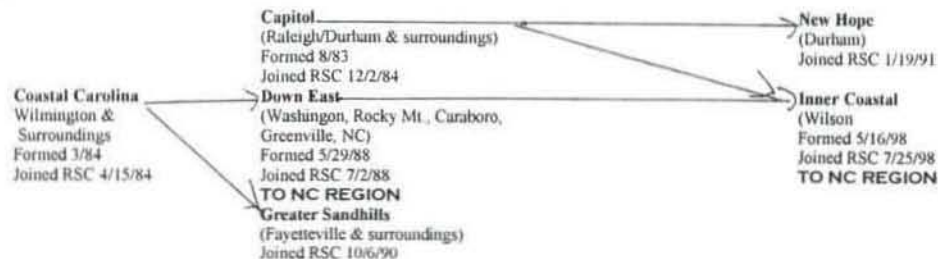 Capitol
(Raleigh/Durham & surroundings)
Formed 8/83
Joined RSC 12/2/84
New Hope
(Durham)
Joined RSC 1/19/91
Coastal Carolina
Wilmington &
Surroundings
Formed 3/84
Joined RSC 4/15/84
Down East
(Washingon, Rocky Mt., Caraboro,
Greenville, NC)
Formed 5/29/88
Joined RSC 7/2/88
TO NC REGION
Inner Coastal
(Wilson
Formed 5/16/98
Joined RSC 7/25/98
TO NC REGION
Greater Sandhills
(Fayetteville & surroundings)
Joined RSC 10/6/90